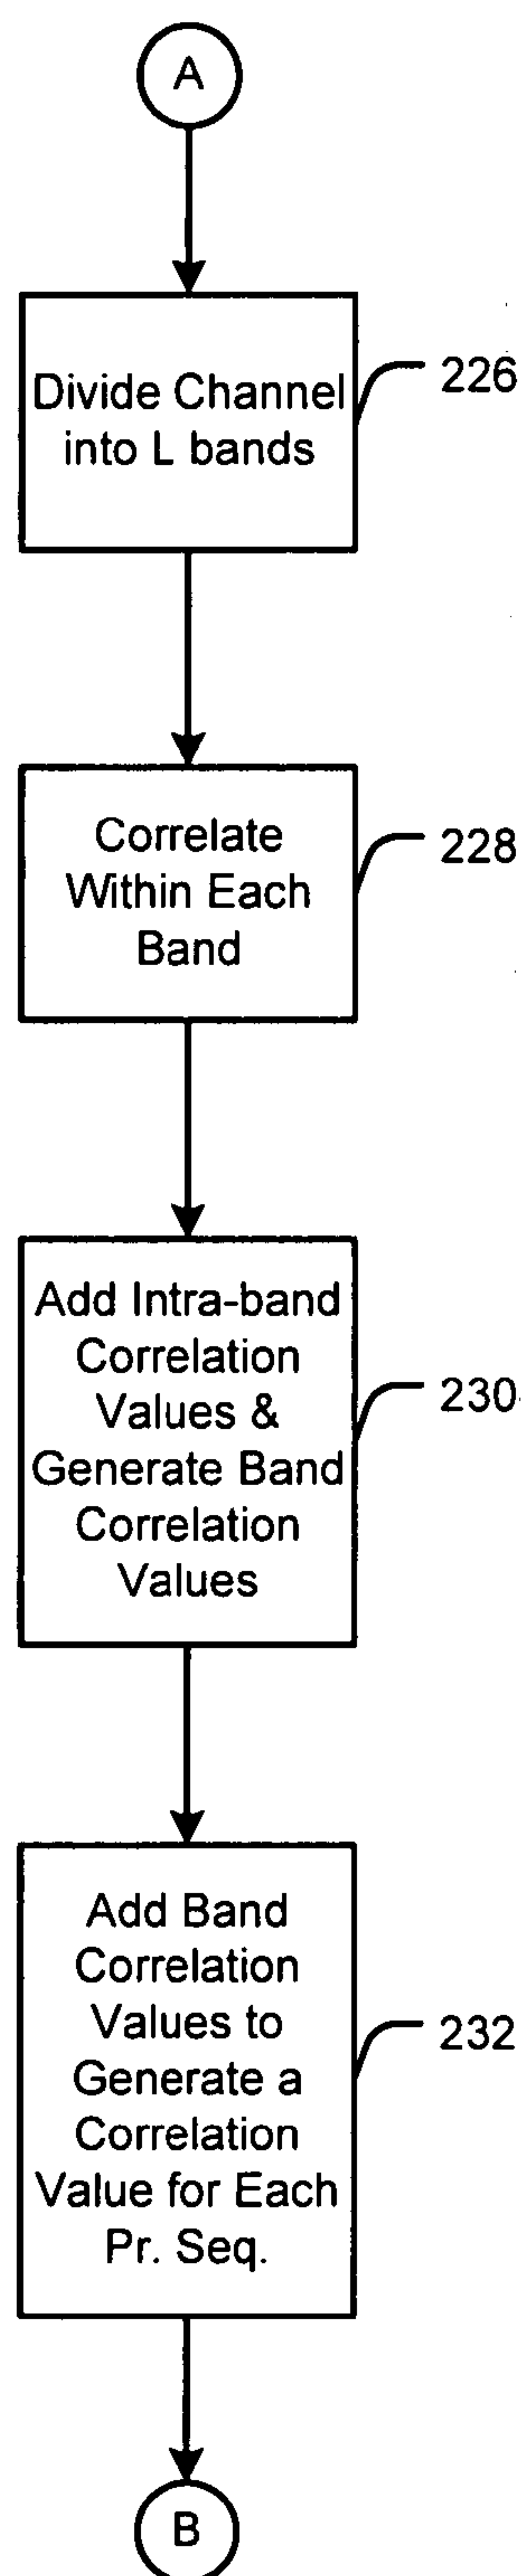 A
Divide Channel
into L bands
226
Correlate
Within Each
Band
228
Add Intra-band
Correlation
Values &
Generate Band
Correlation
Values
230
Add Band
Correlation
Values to
Generate a
Correlation
Value for Each
Pr. Seq.
232
B